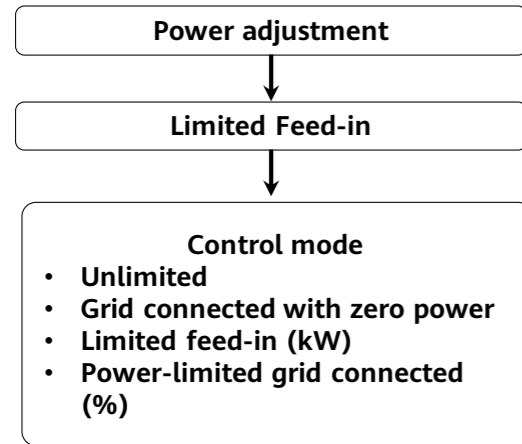 Power adjustment
Limited Feed-in
Control mode
• Unlimited
• Grid connected with zero power
• Limited feed-in (kW)
• Power-limited grid connected
(%)